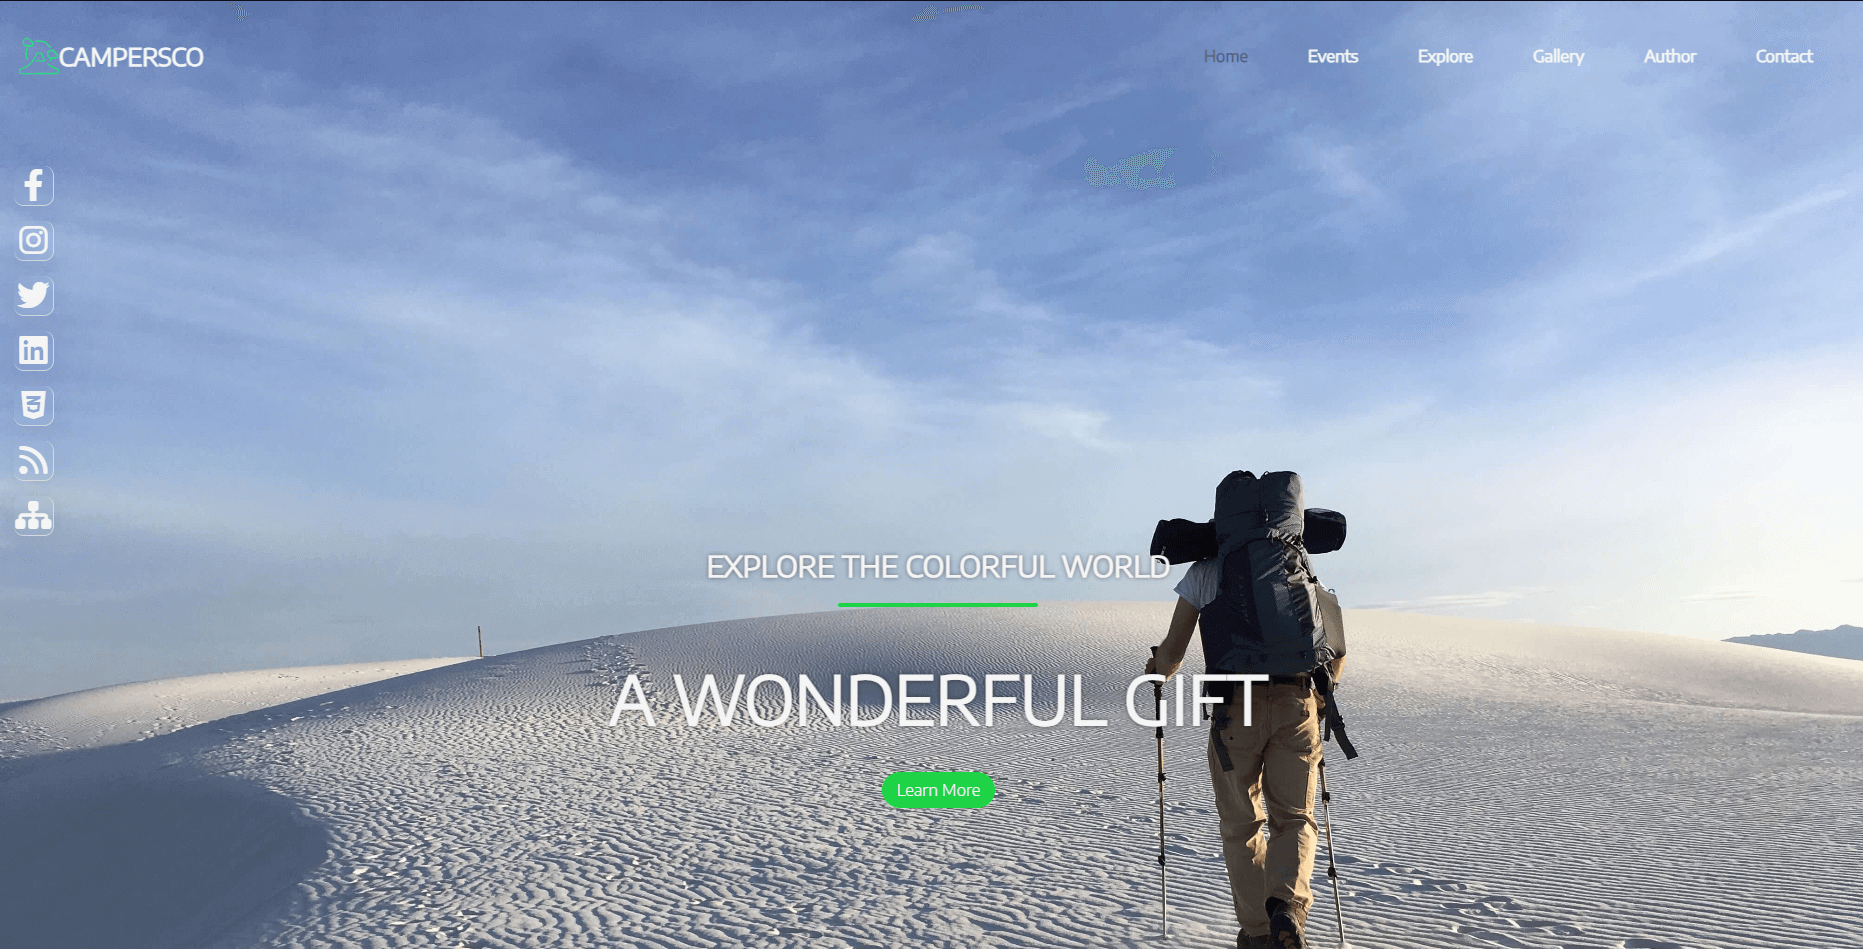 CAMPERSCO
Home Events Explore Gallery Author Contact
EXPLORE THE COLORFUL WORLD
A WONDERFUL GIFT
Learn More